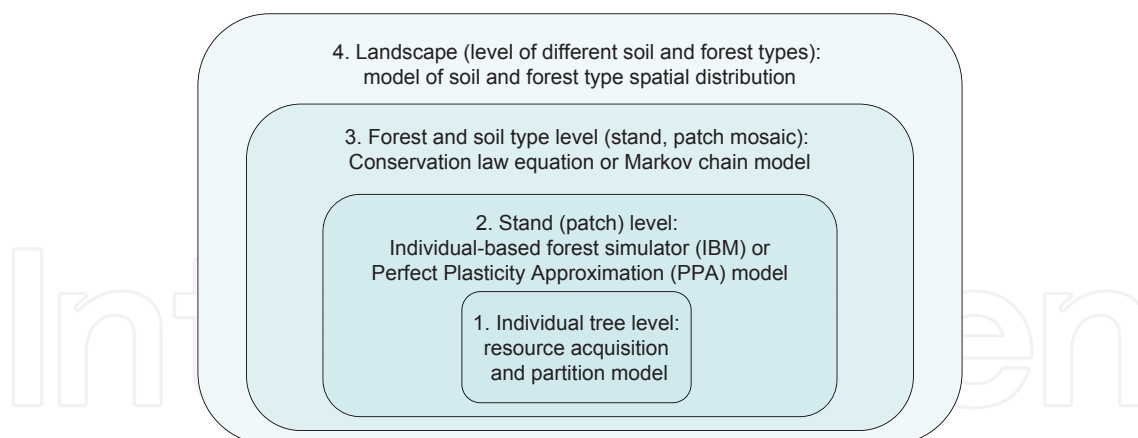 4. Landscape (level of different soil and forest types):
model of soil and forest type spatial distribution
3. Forest and soil type level (stand, patch mosaic):
Conservation law equation or Markov chain model
2. Stand (patch) level:
Individual-based forest simulator (IBM) or
Perfect Plasticity Approximation (PPA) model
1. Individual tree level:
resource acquisition
and partition model